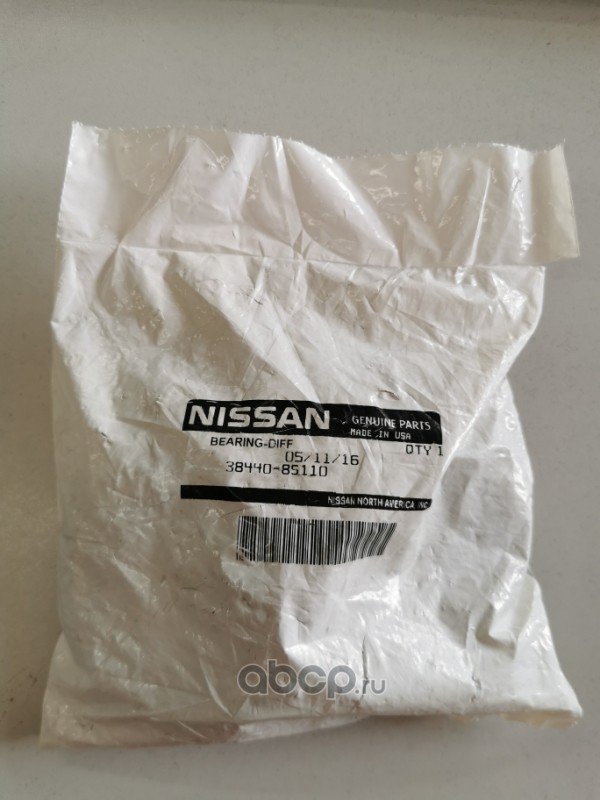 NISSAN GENUINE PARTS
MADE IN USA
BEARING-DIFF QTY 1
05/11/16
38440-8S110
NISSAN NORTH AMERICA, INC
abcp.ru